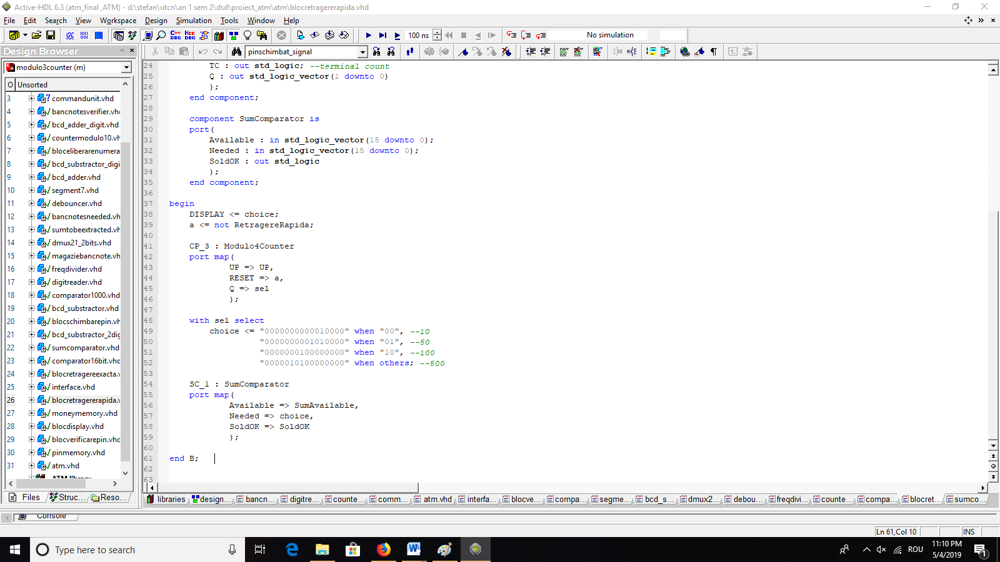 Active-HDL 6.3 (atm_final ,ATM) - d:\stefan\utcn\an 1 sem 2\dsd\proiect_atm\atm\blocretragererapida.vhd
File Edit Search View Workspace Design Simulation Tools Window Help
100 ns No simulation
Design Browser
pinschimbat_signal
modulo3counter (m)
O Unsorted
3 commandunit.vhd
4 bancnotesverifier.vh
5 bcd_adder_digit.vhd
6 countermodulo10.vh
7 bloceliberarenumera
8 bcd_substractor_digi
9 bcd_adder.vhd
10 segment7.vhd
11 debouncer.vhd
12 bancnotesneeded.vh
13 sumtobeextracted.vh
14 dmux21_2bits.vhd
15 magaziebancnote.vh
16 freqdivider.vhd
17 digitreader.vhd
18 comparator1000.vhd
19 bcd_substractor.vhd
20 blocschimbarepin.vh
21 bcd_substractor_2dig
22 sumcomparator.vhd
23 comparator16bit.vhd
24 blocretragereexacta.v
25 interface.vhd
26 blocretragererapida.v
27 moneymemory.vhd
28 blocdisplay.vhd
29 blocverificarepin.vhd
30 pinmemory.vhd
31 atm.vhd
ATM library
Files Struc... Reso...
24 TC : out std_logic; --terminal count
25 Q : out std_logic_vector(1 downto 0)
26 );
27 end component;
28
29 component SumComparator is
30 port(
31 Available : in std_logic_vector(15 downto 0);
32 Needed : in std_logic_vector(15 downto 0);
33 SoldOK : out std_logic
34 );
35 end component;
36
37 begin
38 DISPLAY <= choice;
39 a <= not RetragereRapida;
40
41 CP_3 : Modulo4Counter
42 port map(
43 UP => UP,
44 RESET => a,
45 Q => sel
46 );
47
48 with sel select
49 choice <= "0000000000010000" when "00", --10
50 "0000000001010000" when "01", --50
51 "0000000100000000" when "10", --100
52 "0000010100000000" when others; --500
53
54 SC_1 : SumComparator
55 port map(
56 Available => SumAvailable,
57 Needed => choice,
58 SoldOK => SoldOK
59 );
60
61 end B;
62
63
libraries design... bancn... digitre... counte... comm... atm.vhd interfa... blocve... compa... segme... bcd_s... dmux2... debou... freqdivi... counte... compa... blocret... sumco...
Console
Ln 61,Col 10 INS
Type here to search
ROU
11:10 PM
5/4/2019
1